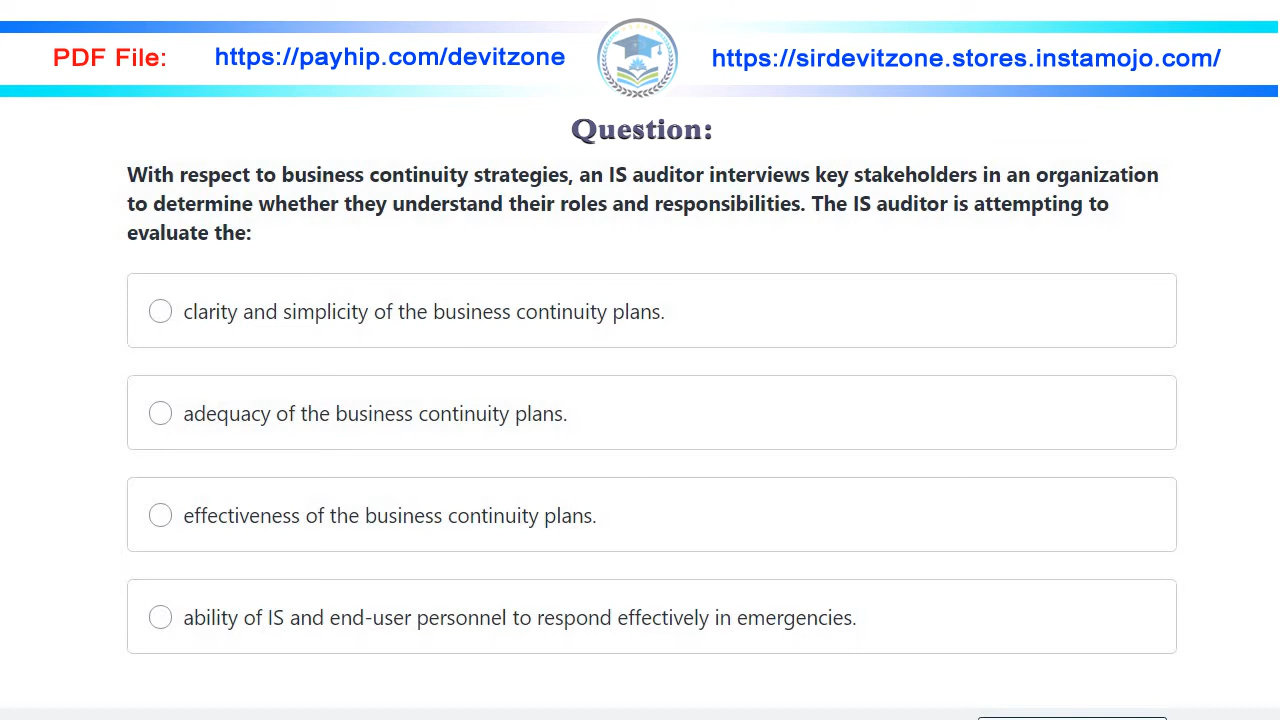 PDF File: https://payhip.com/devitzone https://sirdevitzone.stores.instamojo.com/
Question:
With respect to business continuity strategies, an IS auditor interviews key stakeholders in an organization
to determine whether they understand their roles and responsibilities. The IS auditor is attempting to
evaluate the:
clarity and simplicity of the business continuity plans.
adequacy of the business continuity plans.
effectiveness of the business continuity plans.
ability of IS and end-user personnel to respond effectively in emergencies.